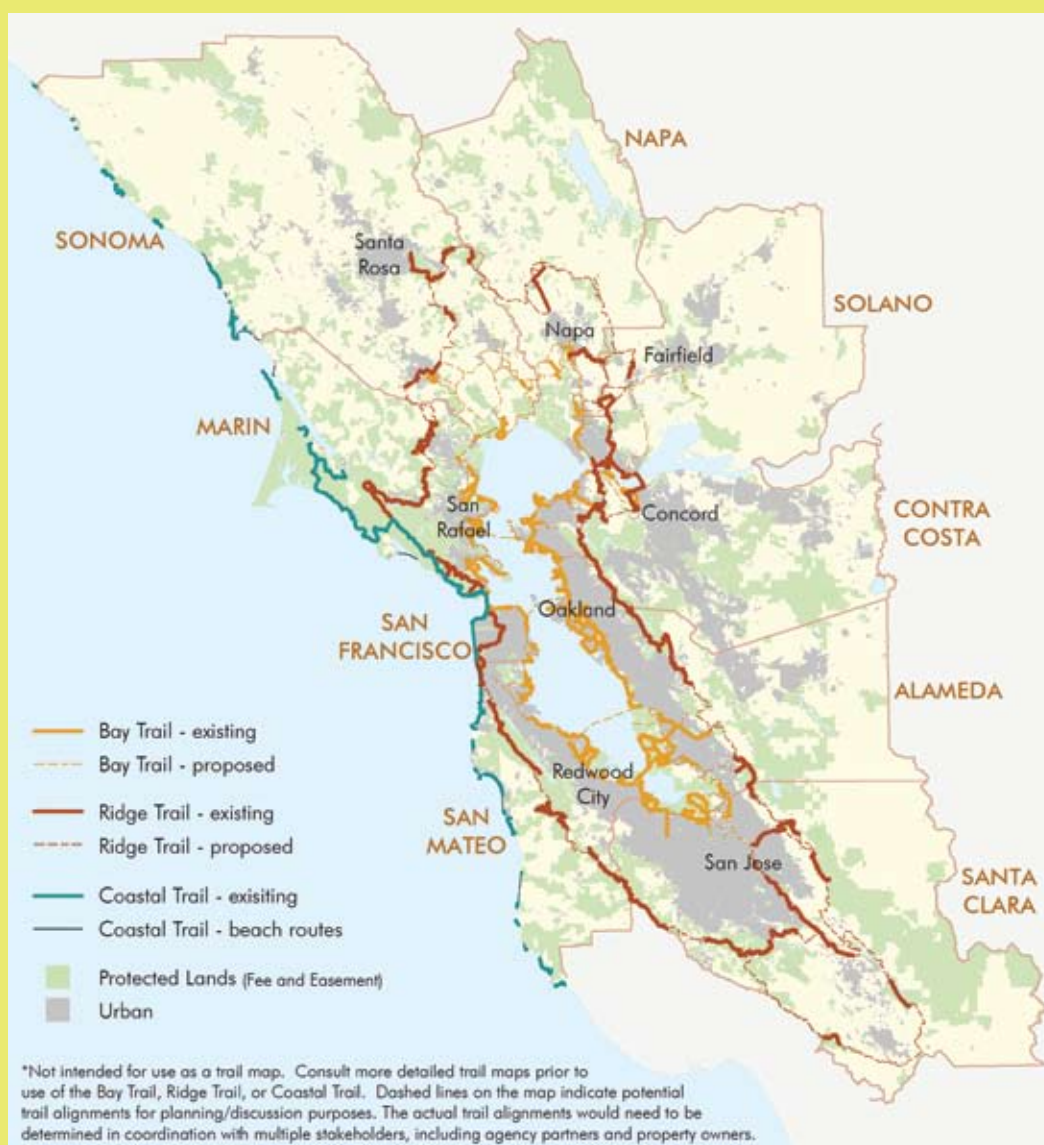 NAPA
SONOMA
Santa
Rosa
SOLANO
Napa
Fairfield
MARIN
San
Rafael
Concord
CONTRA
COSTA
Oakland
SAN
FRANCISCO
ALAMEDA
Bay Trail - existing
Bay Trail - proposed
Redwood
City
Ridge Trail - existing
Ridge Trail - proposed
SAN
MATEO
San Jose
SANTA
CLARA
Coastal Trail - exisiting
Coastal Trail - beach routes
Protected Lands (Fee and Easement)
Urban
*Not intended for use as a trail map. Consult more detailed trail maps prior to
use of the Bay Trail, Ridge Trail, or Coastal Trail. Dashed lines on the map indicate potential
trail alignments for planning/discussion purposes. The actual trail alignments would need to be
determined in coordination with multiple stakeholders, including agency partners and property owners.